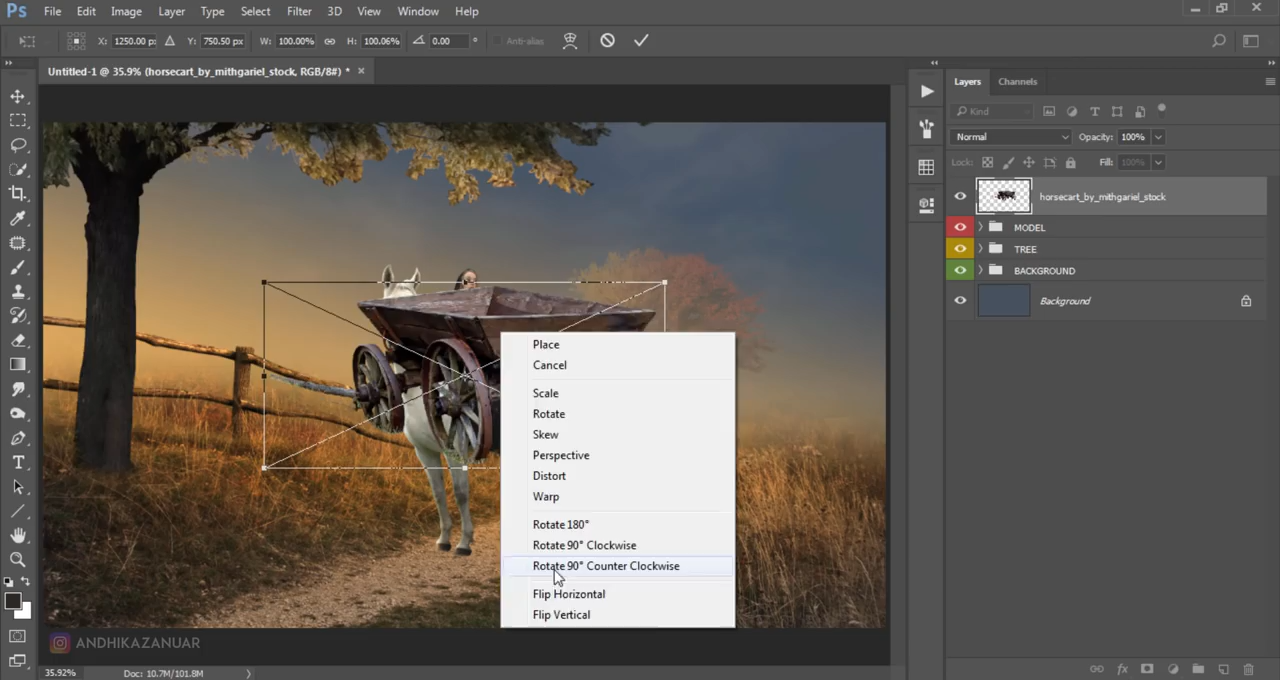 Ps File Edit Image Layer Type Select Filter 3D View Window Help
X: 1250.00 p: Y: 750.50 px W: 100.00% H: 100.06% 0.00 ° Anti-alias
Untitled-1 @ 35.9% (horsecart_by_mithgariel_stock, RGB/8#) *
Layers Channels
Kind
Normal Opacity: 100%
Lock: Fill: 100%
horsecart_by_mithgariel_stock
MODEL
TREE
BACKGROUND
Background
Place
Cancel
Scale
Rotate
Skew
Perspective
Distort
Warp
Rotate 180°
Rotate 90° Clockwise
Rotate 90° Counter Clockwise
Flip Horizontal
Flip Vertical
ANDHIKAZANUAR
35.92% Doc: 10.7M/101.8M
fx